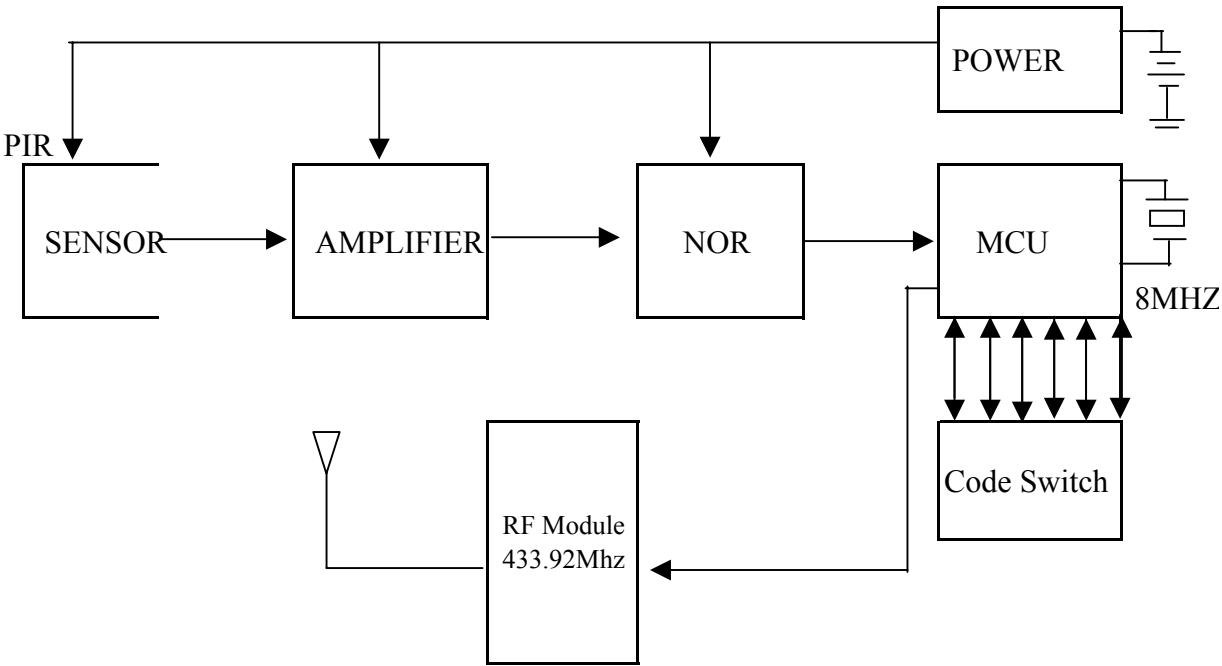 POWER
PIR
SENSOR
AMPLIFIER
NOR
MCU
8MHZ
Code Switch
RF Module
433.92Mhz